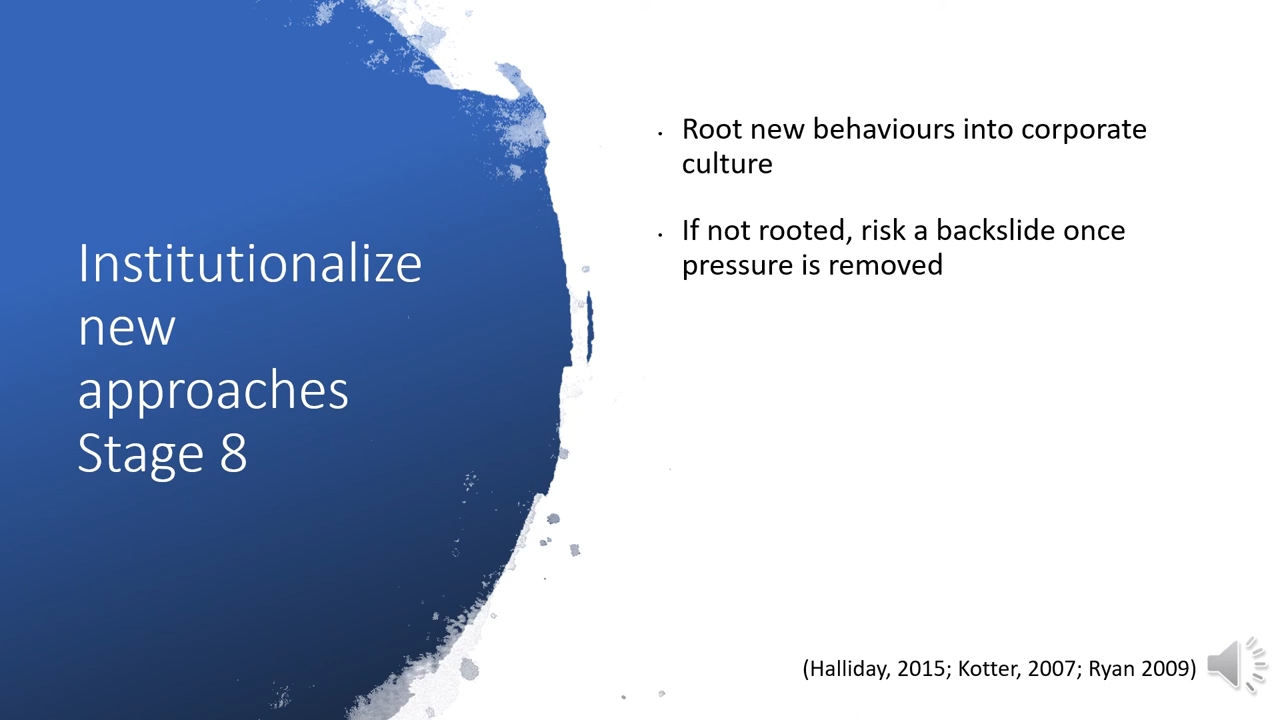 Institutionalize
new
approaches
Stage 8
• Root new behaviours into corporate
culture
• If not rooted, risk a backslide once
pressure is removed
(Halliday, 2015; Kotter, 2007; Ryan 2009)